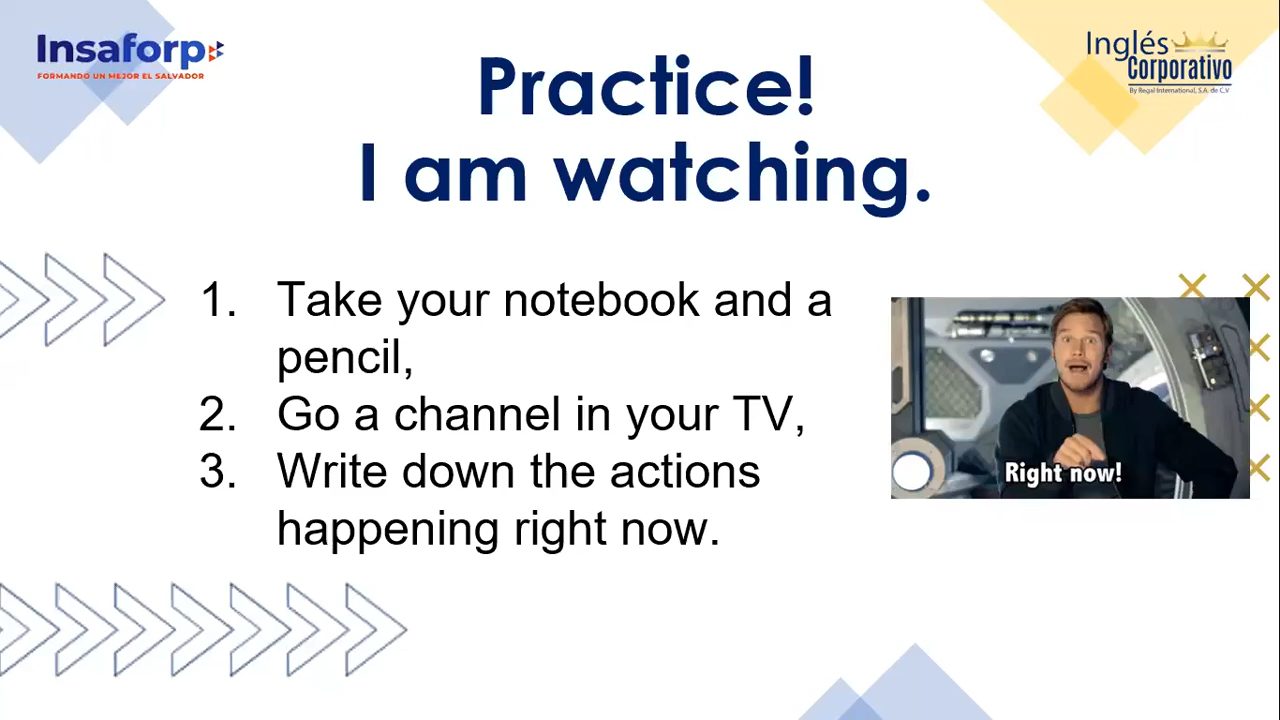 Insaforp
FORMANDO UN MEJOR EL SALVADOR
Inglés
Corporativo
By Regal International, S.A. de C.V
Practice!
I am watching.
1. Take your notebook and a
pencil,
2. Go a channel in your TV,
3. Write down the actions
happening right now.
Right now!